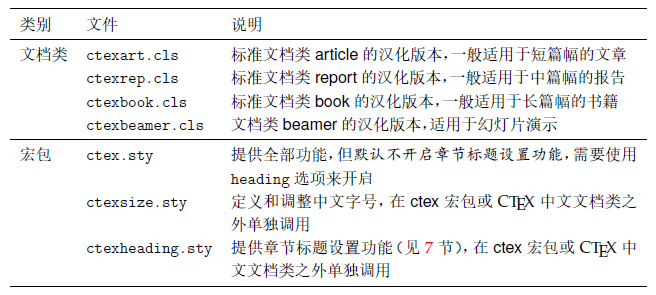 类别 文件 说明
文档类 ctexart.cls 标准文档类 article 的汉化版本，一般适用于短篇幅的文章
ctexrep.cls 标准文档类 report 的汉化版本，一般适用于中篇幅的报告
ctexbook.cls 标准文档类 book 的汉化版本，一般适用于长篇幅的书籍
ctexbeamer.cls 文档类 beamer 的汉化版本，适用于幻灯片演示
宏包 ctex.sty 提供全部功能，但默认不开启章节标题设置功能，需要使用
heading 选项来开启
ctexsize.sty 定义和调整中文字号，在 ctex 宏包或 CTEX 中文文档类之
外单独调用
ctexheading.sty 提供章节标题设置功能（见 7 节），在 ctex 宏包或 CTEX 中
文文档类之外单独调用